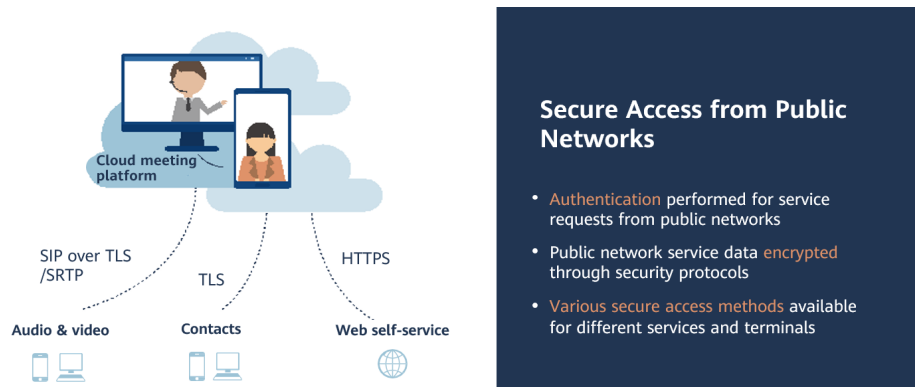 Cloud meeting
platform
SIP over TLS
/SRTP
TLS
HTTPS
Audio & video
Contacts
Web self-service
Secure Access from Public
Networks
• Authentication performed for service
requests from public networks
• Public network service data encrypted
through security protocols
• Various secure access methods available
for different services and terminals